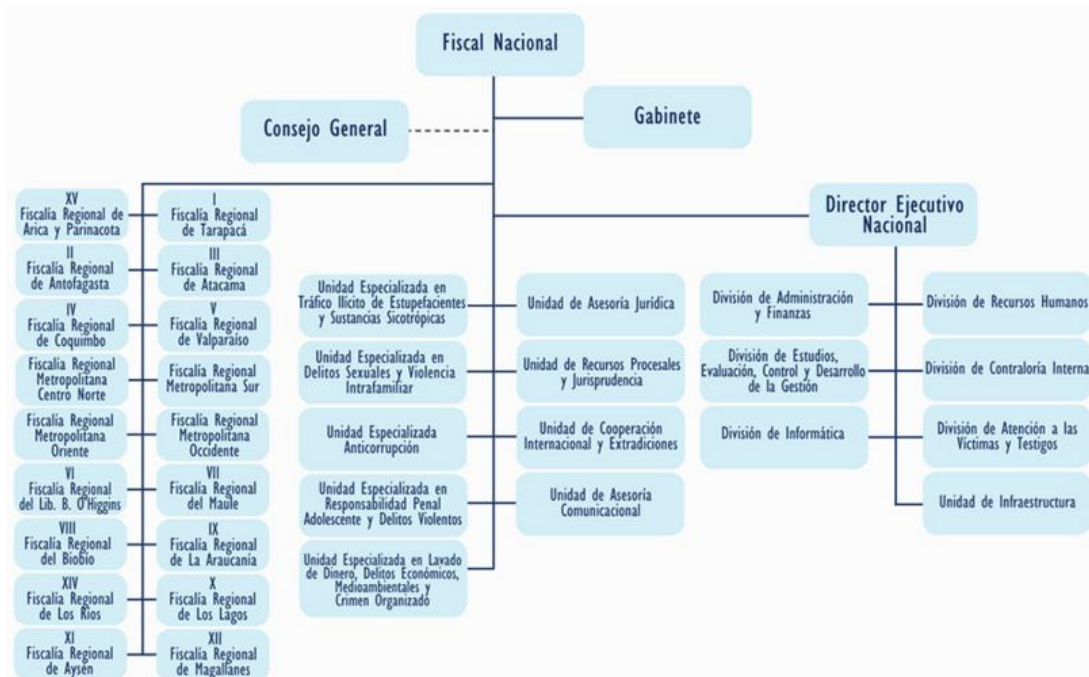 Fiscal Nacional
Gabinete
Consejo General
XV
Fiscalía Regional de
Arica y Parinacota
I
Fiscalía Regional
de Tarapacá
II
Fiscalía Regional
de Antofagasta
III
Fiscalía Regional
de Atacama
IV
Fiscalía Regional
de Coquimbo
V
Fiscalía Regional
de Valparaíso
Fiscalía Regional
Metropolitana
Centro Norte
Fiscalía Regional
Metropolitana Sur
Fiscalía Regional
Metropolitana
Oriente
Fiscalía Regional
Metropolitana
Occidente
VI
Fiscalía Regional
del Lib. B. O'Higgins
VII
Fiscalía Regional
del Maule
VIII
Fiscalía Regional
del Biobio
IX
Fiscalía Regional
de La Araucanía
XIV
Fiscalía Regional
de Los Ríos
X
Fiscalía Regional
de Los Lagos
XI
Fiscalía Regional
de Aysén
XII
Fiscalía Regional
de Magallanes
Unidad Especializada en
Tráfico Ilícito de Estupefacientes
y Sustancias Sicotrópicas
Unidad de Asesoría Jurídica
Unidad Especializada en
Delitos Sexuales y Violencia
Intrafamiliar
Unidad de Recursos Procesales
y Jurisprudencia
Unidad Especializada
Anticorrupción
Unidad de Cooperación
Internacional y Extradiciones
Unidad Especializada en
Responsabilidad Penal
Adolescente y Delitos Violentos
Unidad de Asesoría
Comunicacional
Unidad Especializada en Lavado
de Dinero, Delitos Económicos,
Medioambientales y
Crimen Organizado
Director Ejecutivo
Nacional
División de Administración
y Finanzas
División de Recursos Humanos
División de Estudios,
Evaluación, Control y Desarrollo
de la Gestión
División de Contraloría Interna
División de Informática
División de Atención a las
Víctimas y Testigos
Unidad de Infraestructura